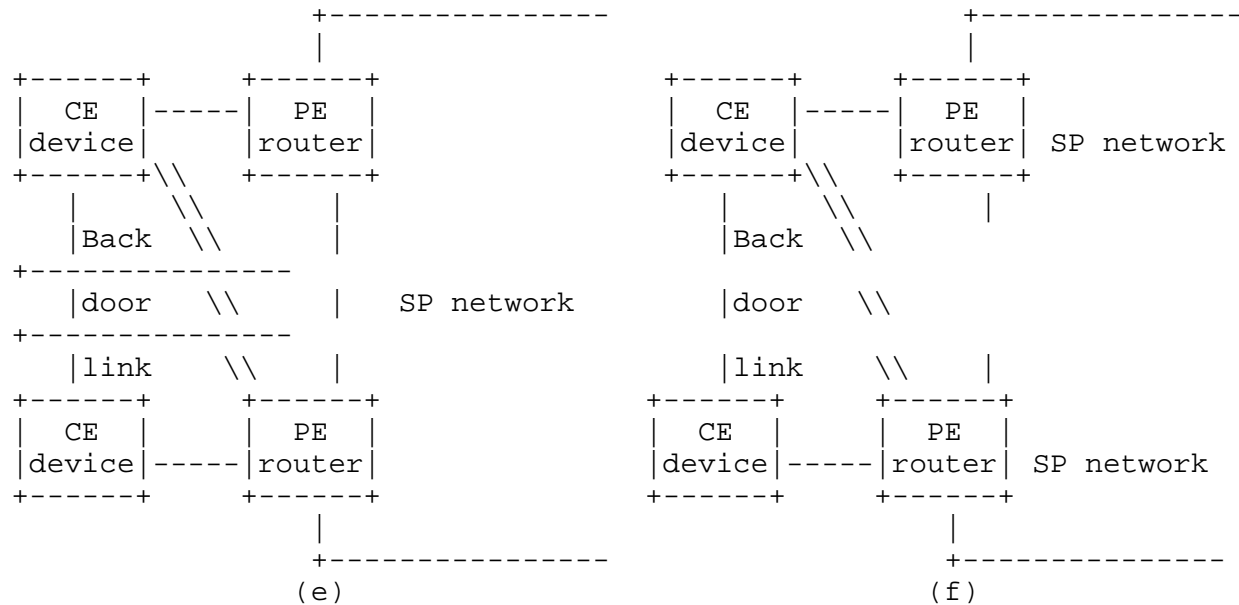 +---------------                      +---------------
                 |                                     |
+------+      +------+                 +------+      +------+
|  CE  |-----|  PE  |                 |  CE  |-----|  PE  |
|device|     |router|                 |device|     |router| SP network
+------+\\   +------+                 +------+\\   +------+
   |     \\       |                      |     \\       |
   |Back  \\      |                      |Back  \\
+---------------
   |door   \\     |   SP network         |door   \\
+---------------
   |link    \\    |                      |link    \\    |
+------+     +------+                +------+     +------+
|  CE  |     |  PE  |                |  CE  |     |  PE  |
|device|-----|router|                |device|-----|router| SP network
+------+     +------+                +------+     +------+
                 |                                    |
                 +---------------                     +---------------
                (e)                                  (f)